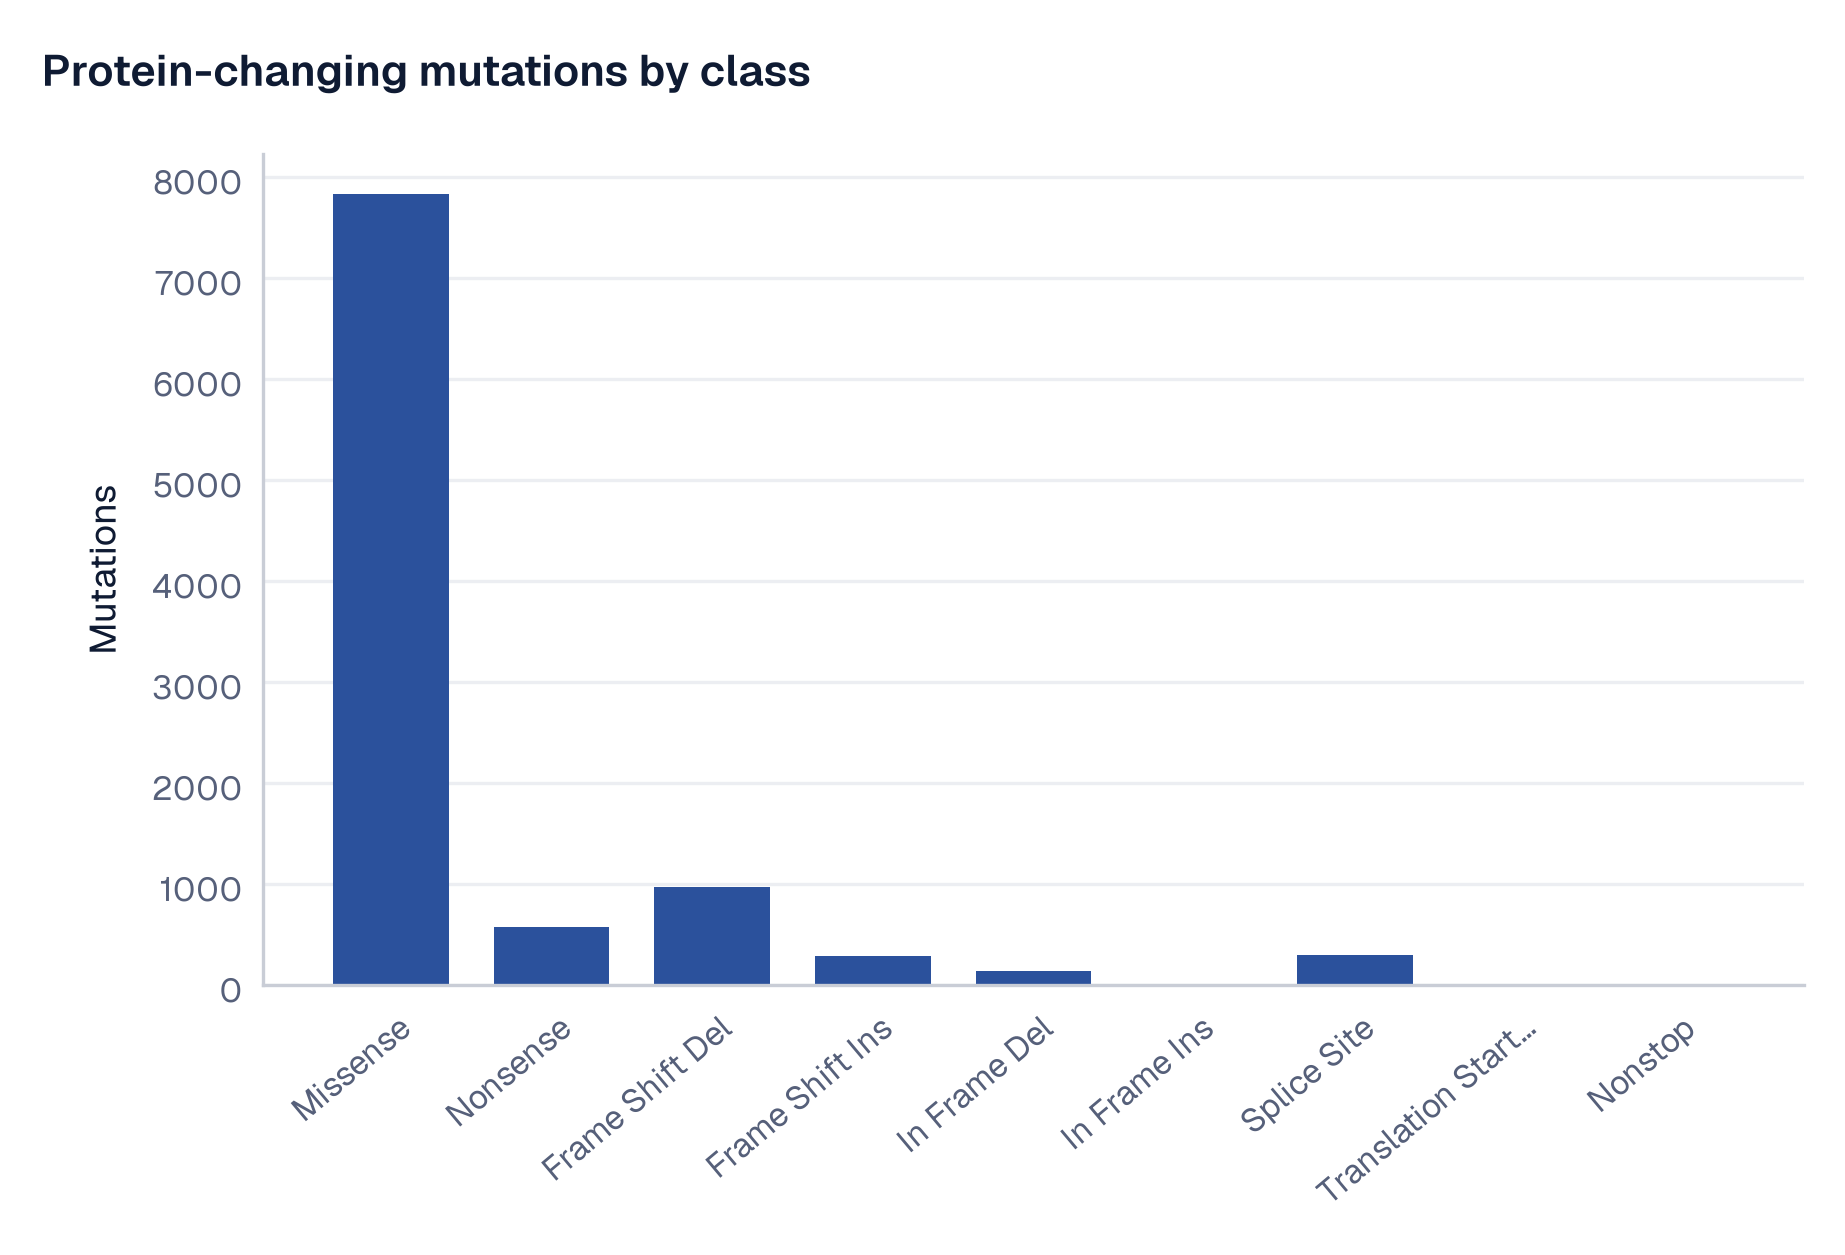 Protein-changing mutations by class
Mutations
8000
7000
6000
5000
4000
3000
2000
1000
0
Missense
Nonsense
Frame Shift Del
Frame Shift Ins
In Frame Del
In Frame Ins
Splice Site
Translation Start...
Nonstop